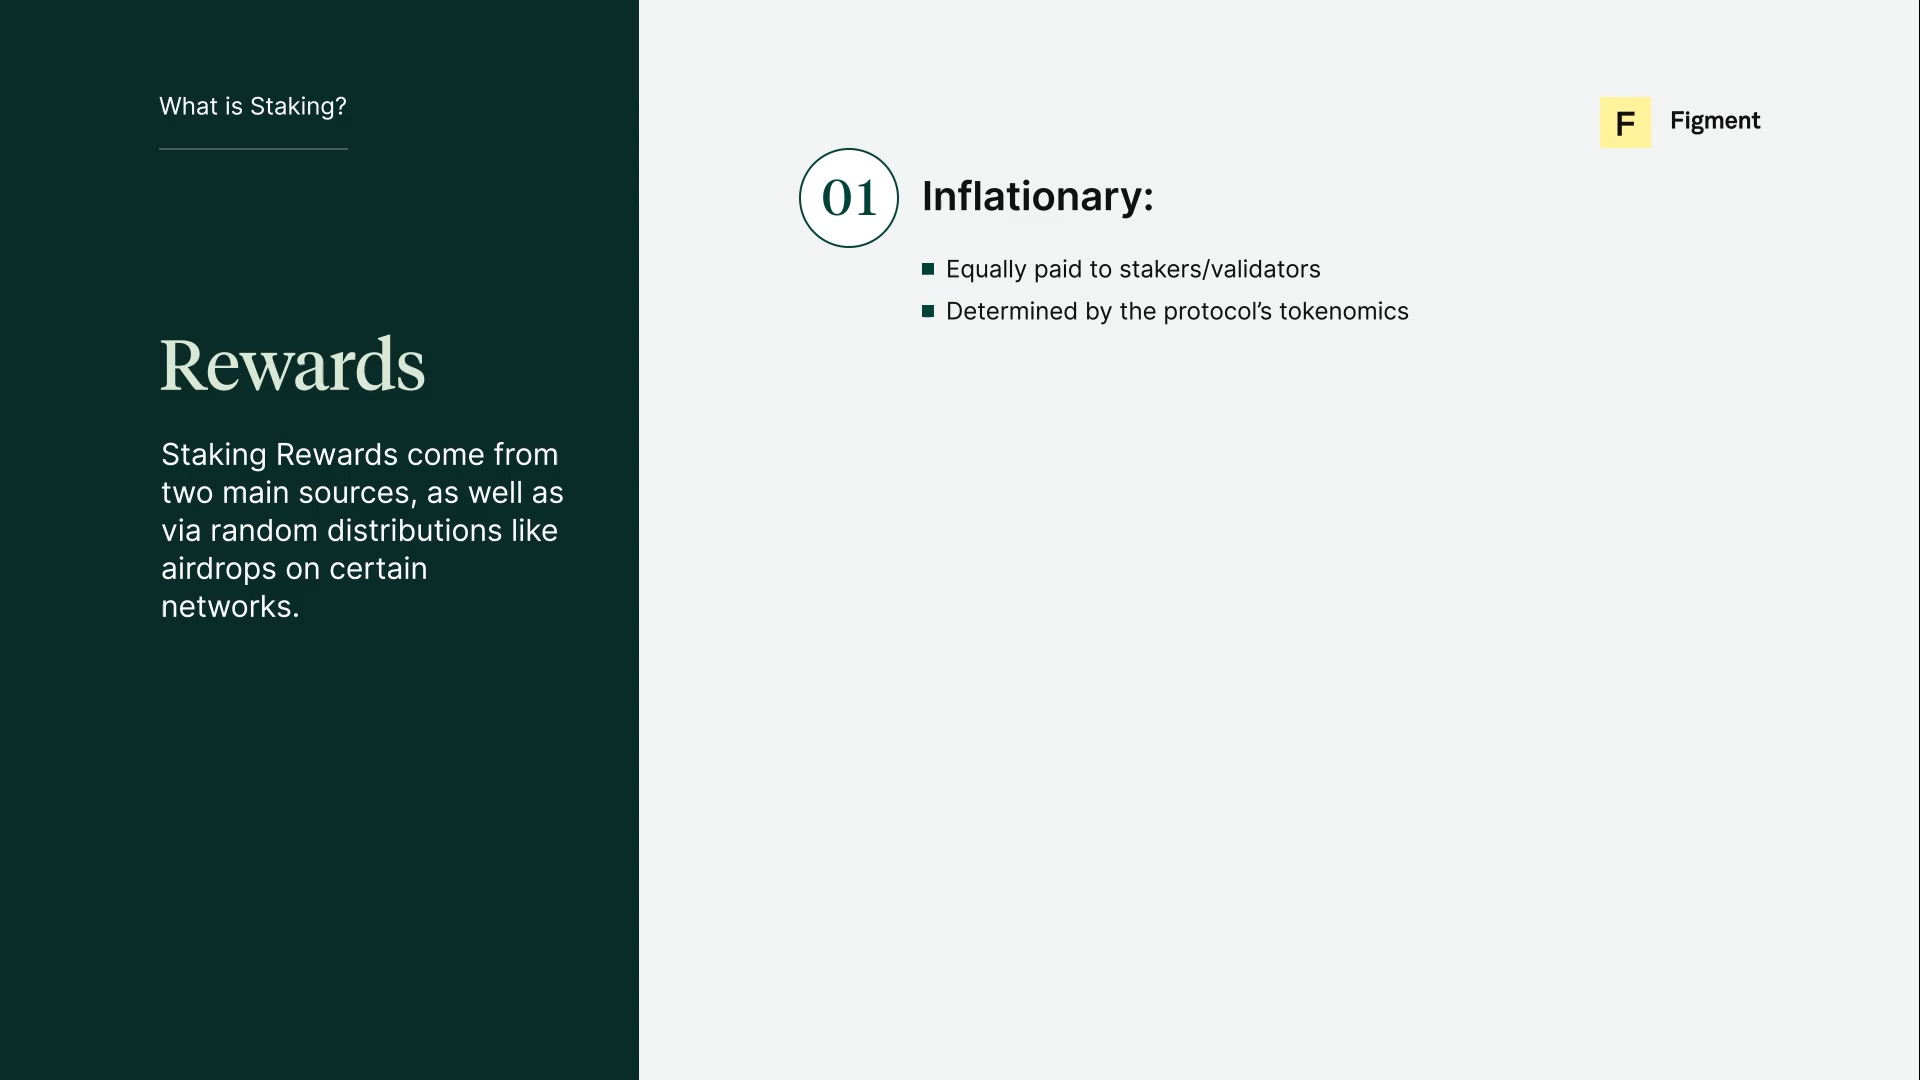 What is Staking?
Rewards
Staking Rewards come from
two main sources, as well as
via random distributions like
airdrops on certain
networks.
F Figment
01 Inflationary:
Equally paid to stakers/validators
Determined by the protocol’s tokenomics